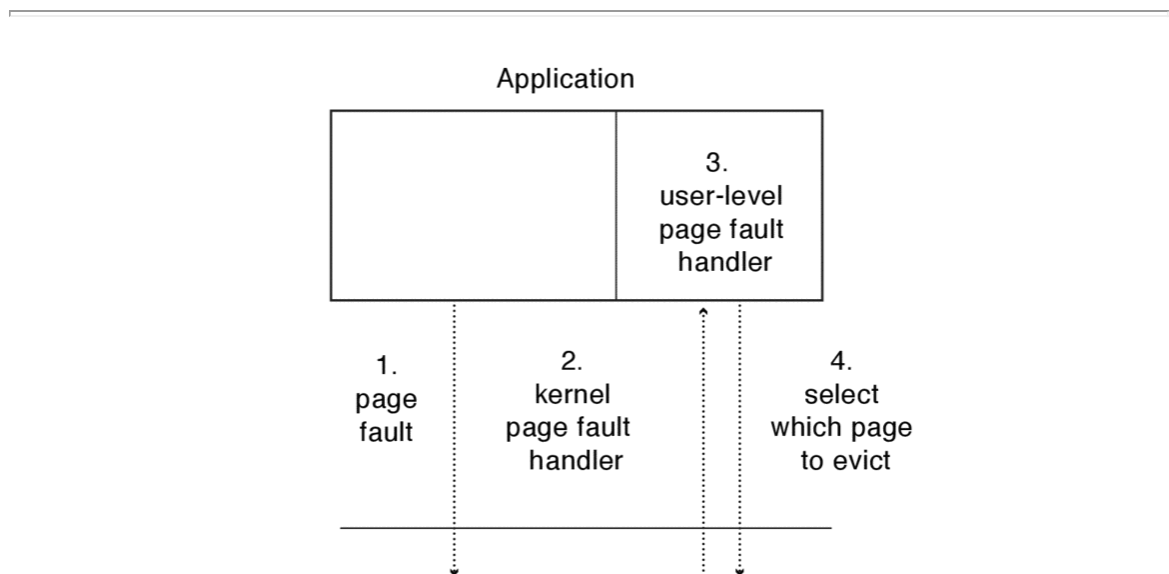 Application
3.
user-level
page fault
handler
1.
page
fault
2.
kernel
page fault
handler
4.
select
which page
to evict